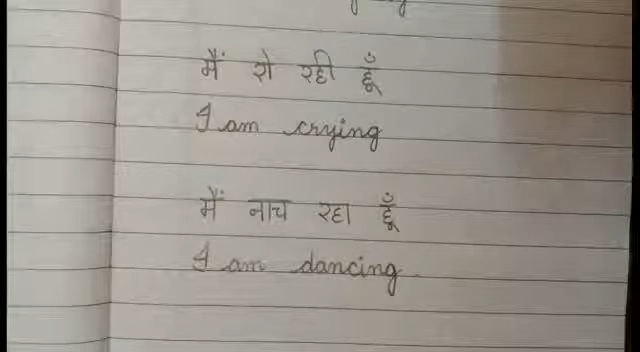 मैं रो रही हूँ
I am crying
मैं नाच रहा हूँ
I am dancing.